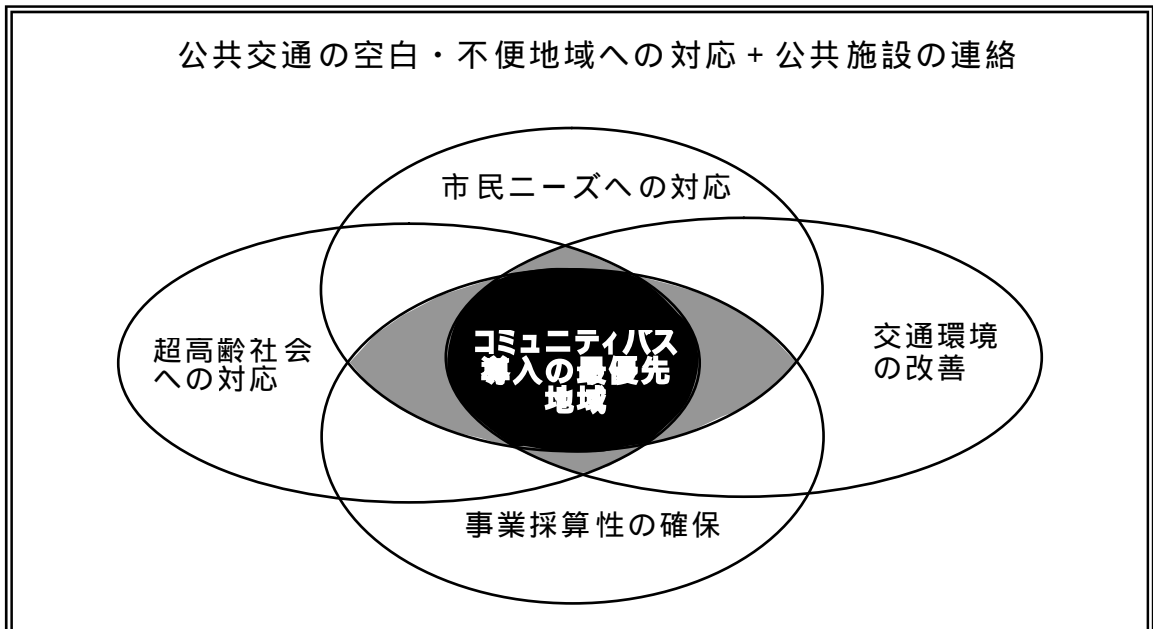 公共交通の空白・不便地域への対応+公共施設の連絡
市民ニーズへの対応
超高齢社会
への対応
コミュニティバス
導入の最優先
地域
交通環境
の改善
事業採算性の確保